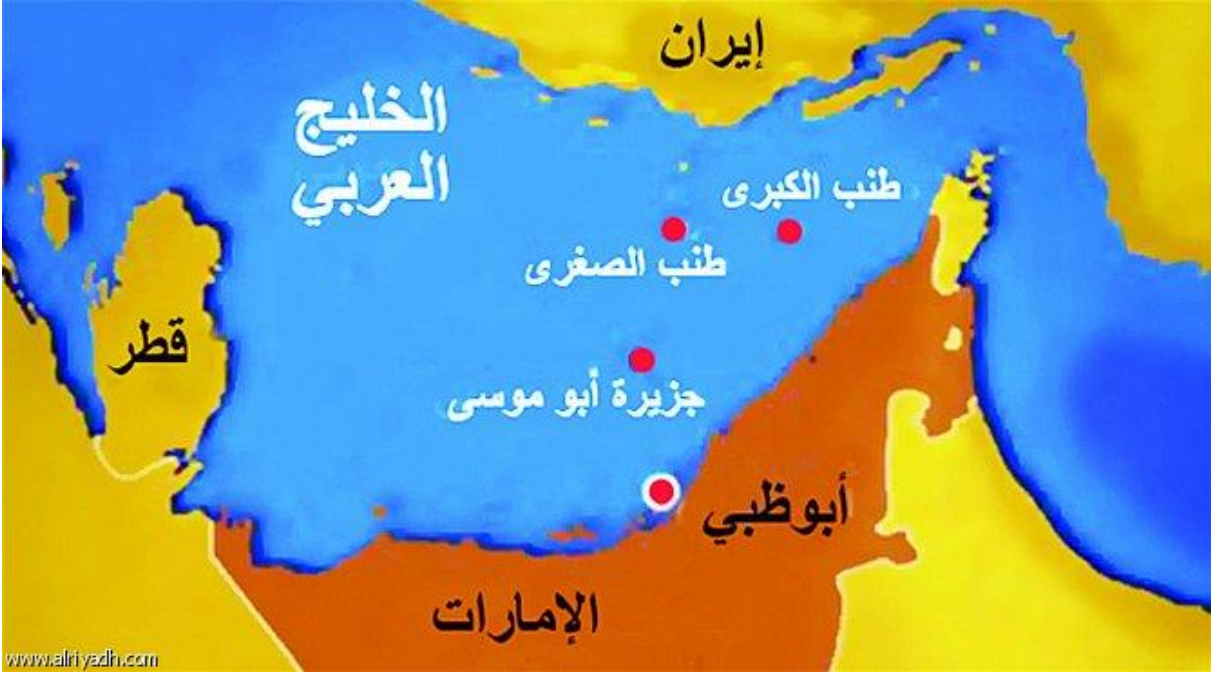 إيران
الخليج
العربي
طنب الكبرى
طنب الصغرى
قطر
جزيرة أبو موسى
أبوظبي
الإمارات
www.alriyadh.com